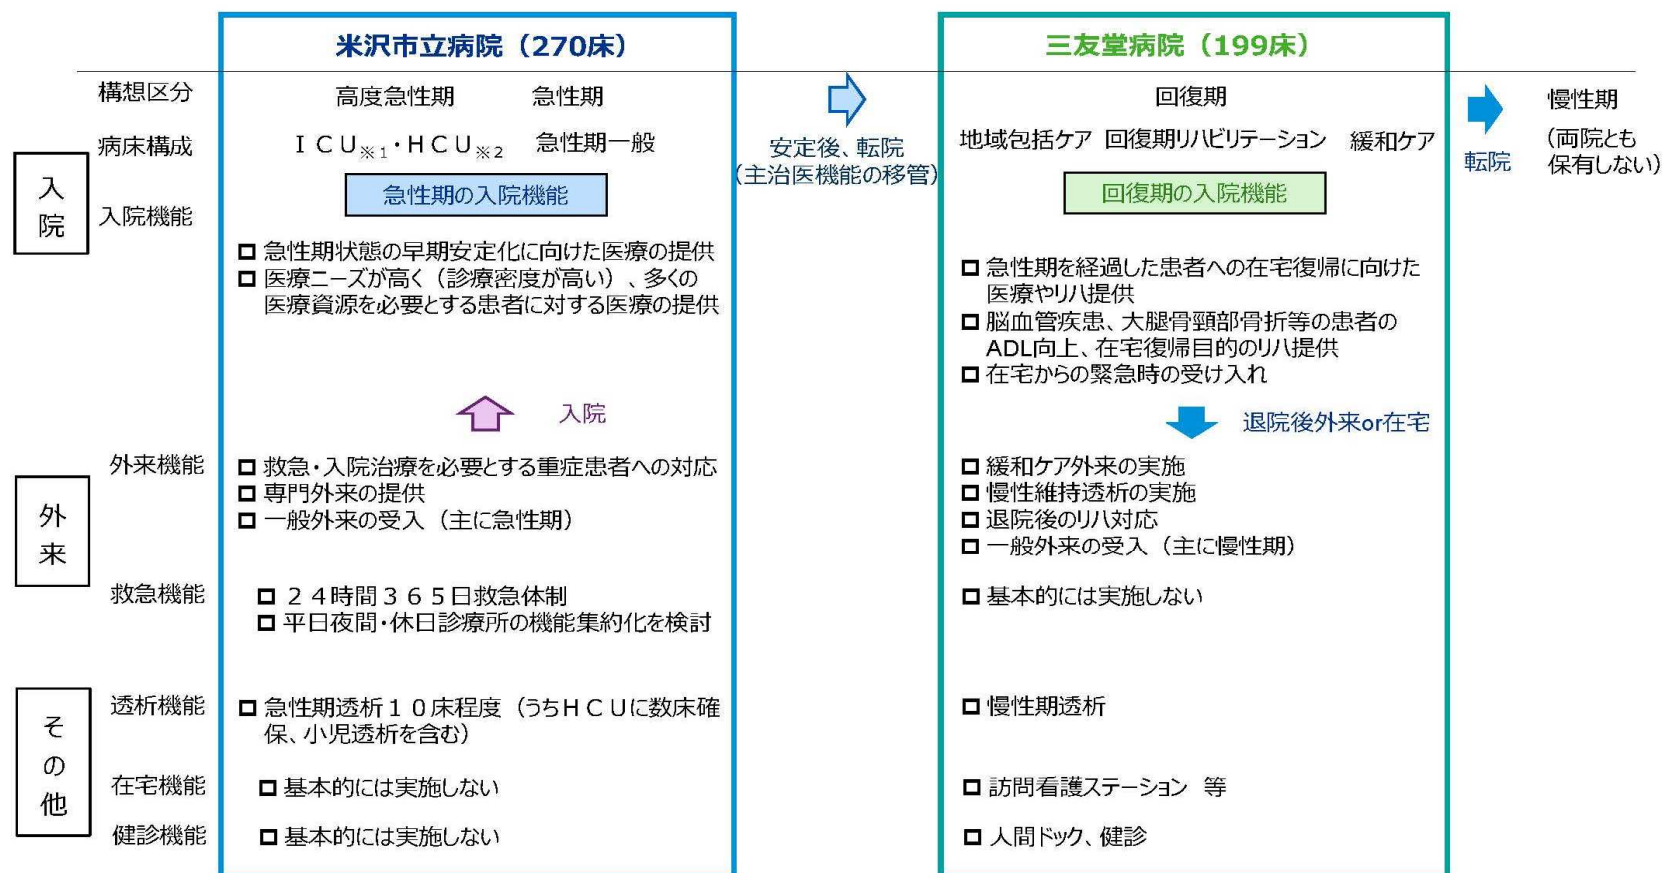 米沢市立病院（270床）
三友堂病院（199床）
構想区分
高度急性期
急性期
回復期
慢性期
病床構成
ＩＣＵ※1・ＨＣＵ※2
急性期一般
安定後、転院
（主治医機能の移管）
地域包括ケア
回復期リハビリテーション
緩和ケア
転院
（両院とも
保有しない）
入院
入院機能
急性期の入院機能
回復期の入院機能
急性期状態の早期安定化に向けた医療の提供
医療ニーズが高く（診療密度が高い）、多くの
医療資源を必要とする患者に対する医療の提供
急性期を経過した患者への在宅復帰に向けた
医療やリハ提供
脳血管疾患、大腿骨頸部骨折等の患者の
ADL向上、在宅復帰目的のリハ提供
在宅からの緊急時の受け入れ
入院
退院後外来or在宅
外来
外来機能
救急・入院治療を必要とする重症患者への対応
専門外来の提供
一般外来の受入（主に急性期）
緩和ケア外来の実施
慢性維持透析の実施
退院後のリハ対応
一般外来の受入（主に慢性期）
救急機能
２４時間３６５日救急体制
平日夜間・休日診療所の機能集約化を検討
基本的には実施しない
その他
透析機能
急性期透析１０床程度（うちＨＣＵに数床確
保、小児透析を含む）
慢性期透析
在宅機能
基本的には実施しない
訪問看護ステーション 等
健診機能
基本的には実施しない
人間ドック、健診